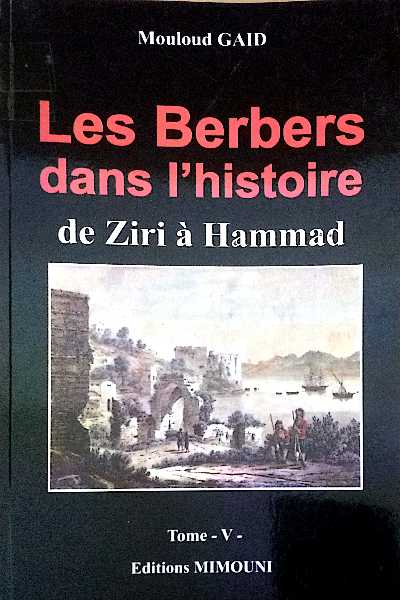 Mouloud GAID
Les Berbers
dans l'histoire
de Ziri à Hammad
Tome - V -
Editions MIMOUNI